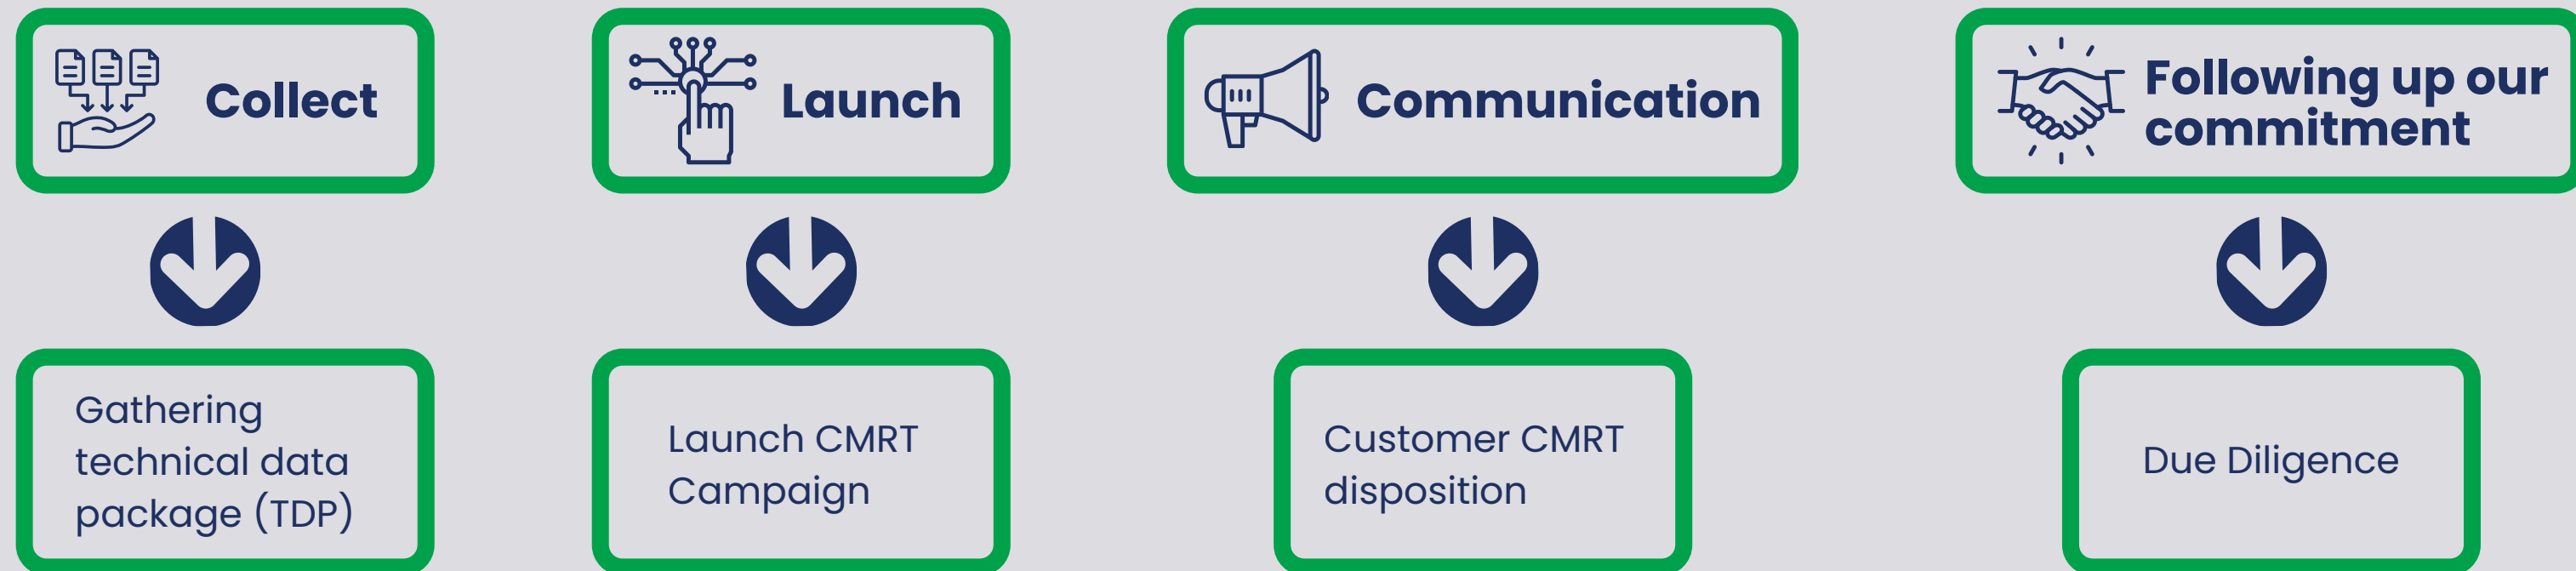 Collect
Launch
Communication
Following up our
commitment
Gathering
technical data
package (TDP)
Launch CMRT
Campaign
Customer CMRT
disposition
Due Diligence